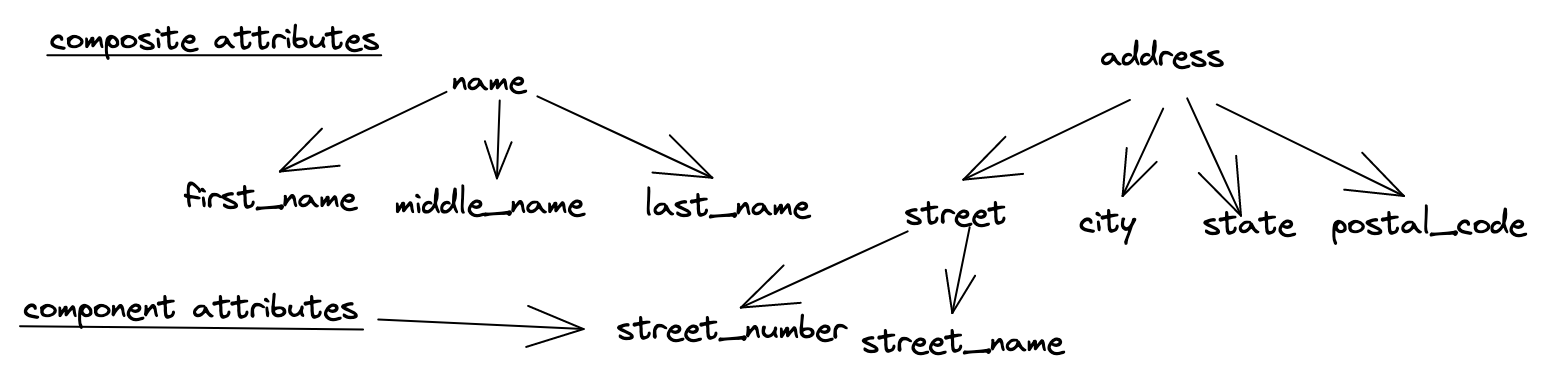 composite attributes
name
address
first_name
middle_name
last_name
street
city
state
postal_code
component attributes
street_number
street_name